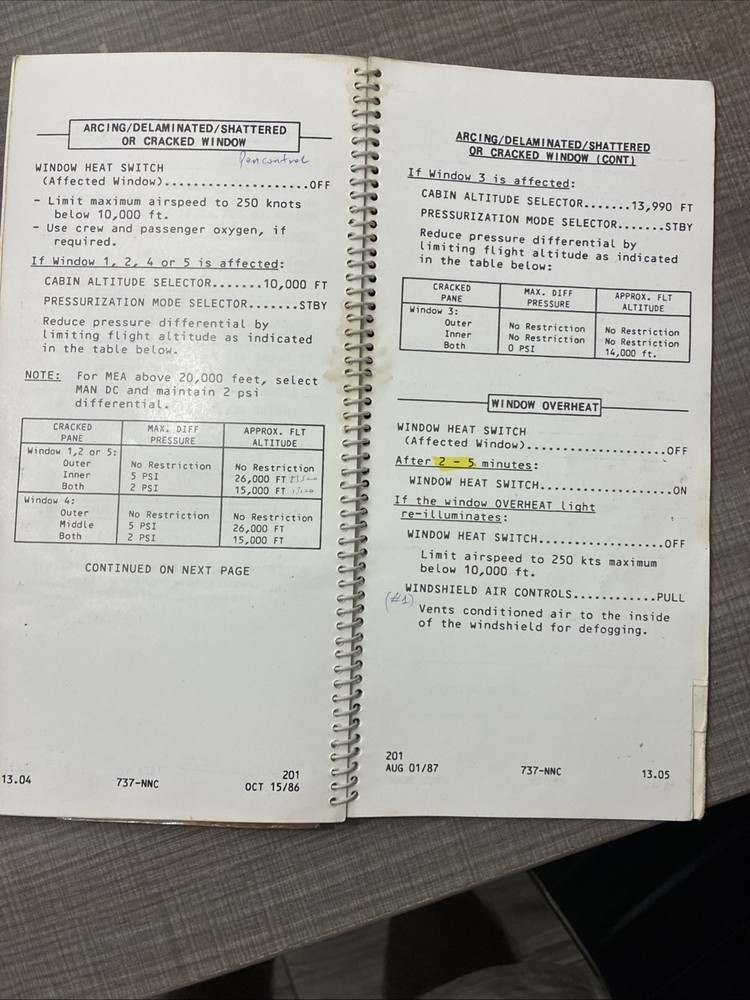 ARCING/DELAMINATED/SHATTERED
OR CRACKED WINDOW
WINDOW HEAT SWITCH
(Affected Window)....................OFF
- Limit maximum airspeed to 250 knots
below 10,000 ft.
- Use crew and passenger oxygen, if
required.
If Window 1, 2, 4 or 5 is affected:
CABIN ALTITUDE SELECTOR.......10,000 FT
PRESSURIZATION MODE SELECTOR.......STBY
Reduce pressure differential by
limiting flight altitude as indicated
in the table below.
NOTE: For MEA above 20,000 feet, select
MAN DC and maintain 2 psi
differential.
CRACKED PANE MAX. DIFF PRESSURE APPROX. FLT ALTITUDE
Window 1,2 or 5:
Outer No Restriction No Restriction
Inner 5 PSI 26,000 FT
Both 2 PSI 15,000 FT
Window 4:
Outer No Restriction No Restriction
Middle 5 PSI 26,000 FT
Both 2 PSI 15,000 FT
CONTINUED ON NEXT PAGE
13.04 737-NNC 201
OCT 15/86
ARCING/DELAMINATED/SHATTERED
OR CRACKED WINDOW (CONT)
If Window 3 is affected:
CABIN ALTITUDE SELECTOR.......13,990 FT
PRESSURIZATION MODE SELECTOR.......STBY
Reduce pressure differential by
limiting flight altitude as indicated
in the table below:
CRACKED PANE MAX. DIFF PRESSURE APPROX. FLT ALTITUDE
Window 3:
Outer No Restriction No Restriction
Inner No Restriction No Restriction
Both 0 PSI 14,000 ft.
WINDOW OVERHEAT
WINDOW HEAT SWITCH
(Affected Window)....................OFF
After 2 - 5 minutes:
WINDOW HEAT SWITCH...................ON
If the window OVERHEAT light
re-illuminates:
WINDOW HEAT SWITCH..................OFF
Limit airspeed to 250 kts maximum
below 10,000 ft.
WINDSHIELD AIR CONTROLS............PULL
(#1)
Vents conditioned air to the inside
of the windshield for defogging.
201
AUG 01/87 737-NNC 13.05